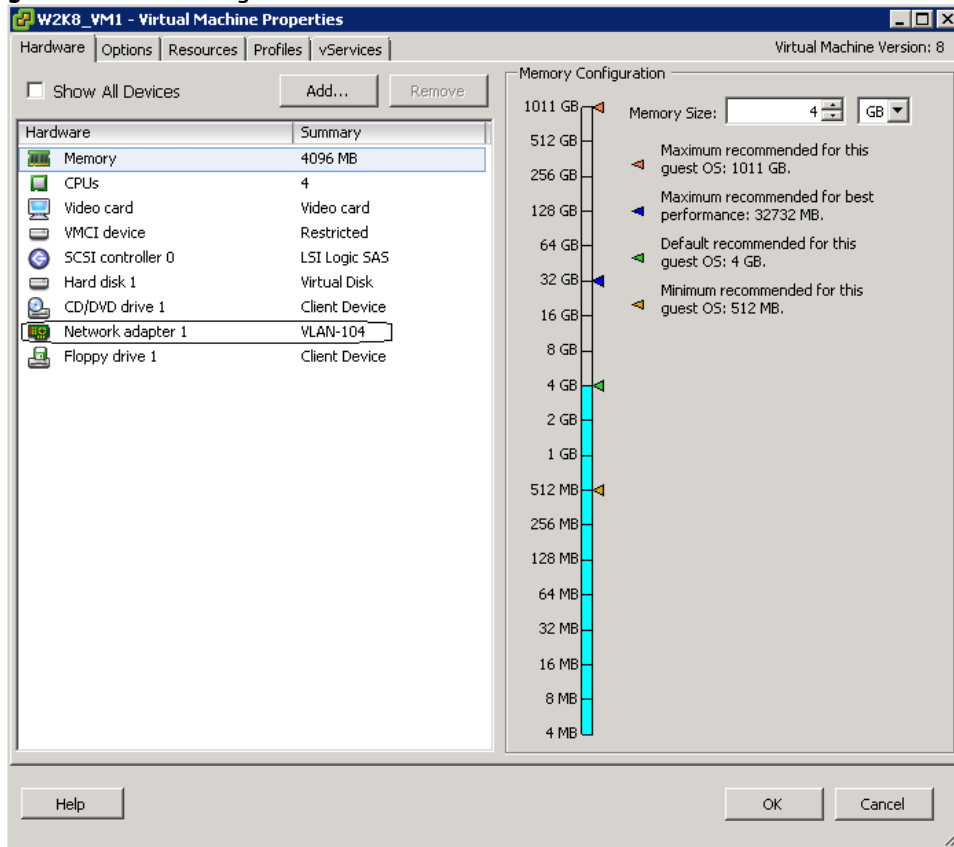 W2K8_VM1 - Virtual Machine Properties
Hardware Options Resources Profiles vServices Virtual Machine Version: 8
Show All Devices Add... Remove
Hardware Summary
Memory 4096 MB
CPUs 4
Video card Video card
VMCI device Restricted
SCSI controller 0 LSI Logic SAS
Hard disk 1 Virtual Disk
CD/DVD drive 1 Client Device
Network adapter 1 VLAN-104
Floppy drive 1 Client Device
Memory Configuration
Memory Size: 4 GB
1011 GB
512 GB
256 GB
128 GB
64 GB
32 GB
16 GB
8 GB
4 GB
2 GB
1 GB
512 MB
256 MB
128 MB
64 MB
32 MB
16 MB
8 MB
4 MB
Maximum recommended for this
guest OS: 1011 GB.
Maximum recommended for best
performance: 32732 MB.
Default recommended for this
guest OS: 4 GB.
Minimum recommended for this
guest OS: 512 MB.
Help OK Cancel